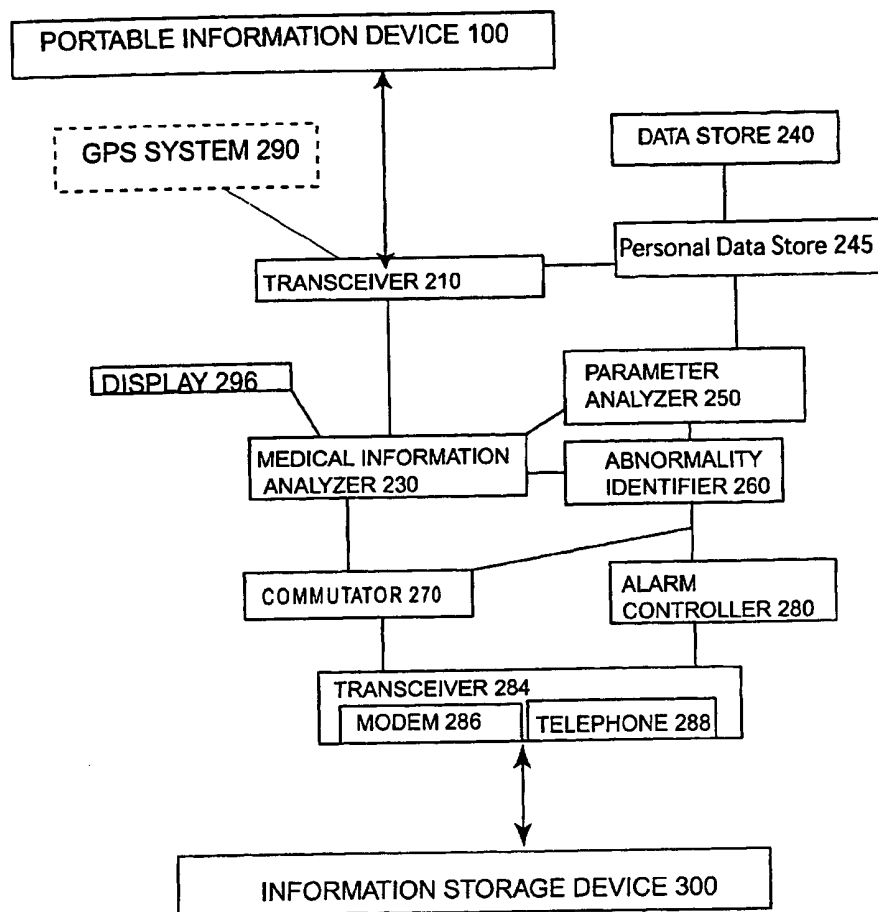 PORTABLE INFORMATION DEVICE 100
GPS SYSTEM 290
DATA STORE 240
Personal Data Store 245
TRANSCEIVER 210
DISPLAY 296
PARAMETER
ANALYZER 250
MEDICAL INFORMATION
ANALYZER 230
ABNORMALITY
IDENTIFIER 260
COMMUTATOR 270
ALARM
CONTROLLER 280
TRANSCEIVER 284
MODEM 286
TELEPHONE 288
INFORMATION STORAGE DEVICE 300